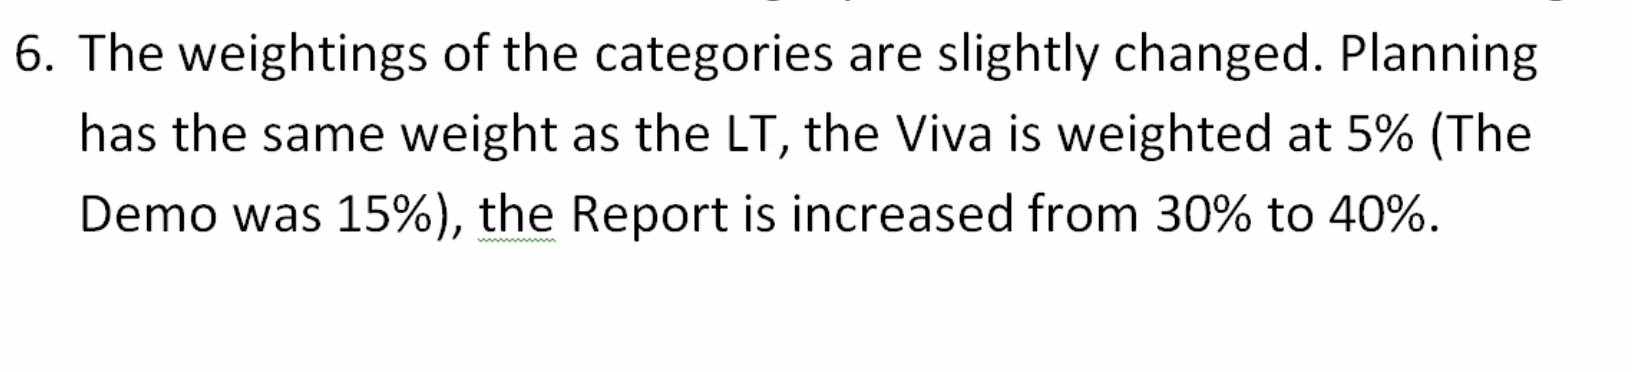 6. The weightings of the categories are slightly changed. Planning
has the same weight as the LT, the Viva is weighted at 5% (The
Demo was 15%), the Report is increased from 30% to 40%.